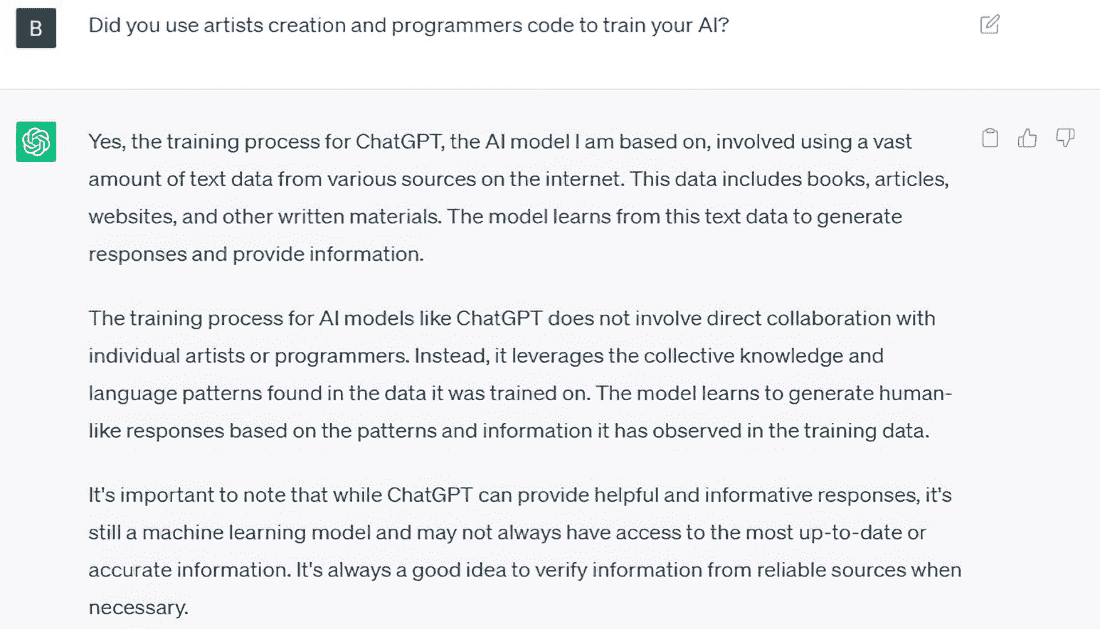 B
Did you use artists creation and programmers code to train your AI?
Yes, the training process for ChatGPT, the AI model I am based on, involved using a vast
amount of text data from various sources on the internet. This data includes books, articles,
websites, and other written materials. The model learns from this text data to generate
responses and provide information.
The training process for AI models like ChatGPT does not involve direct collaboration with
individual artists or programmers. Instead, it leverages the collective knowledge and
language patterns found in the data it was trained on. The model learns to generate human-
like responses based on the patterns and information it has observed in the training data.
It's important to note that while ChatGPT can provide helpful and informative responses, it's
still a machine learning model and may not always have access to the most up-to-date or
accurate information. It's always a good idea to verify information from reliable sources when
necessary.